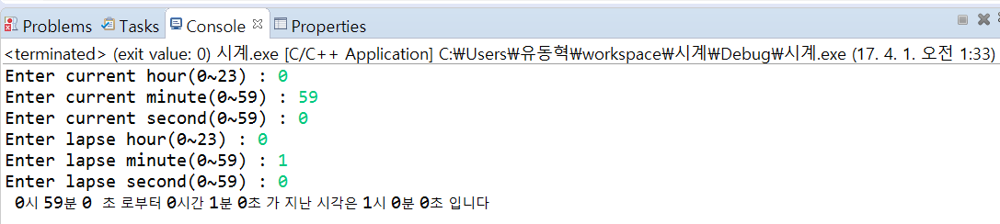 Problems Tasks Console Properties
<terminated> (exit value: 0) 시계.exe [C/C++ Application] C:₩Users₩유동혁₩workspace₩시계₩Debug₩시계.exe (17. 4. 1. 오전 1:33)
Enter current hour(0~23) : 0
Enter current minute(0~59) : 59
Enter current second(0~59) : 0
Enter lapse hour(0~23) : 0
Enter lapse minute(0~59) : 1
Enter lapse second(0~59) : 0
0시 59분 0 초 로부터 0시간 1분 0초 가 지난 시각은 1시 0분 0초 입니다